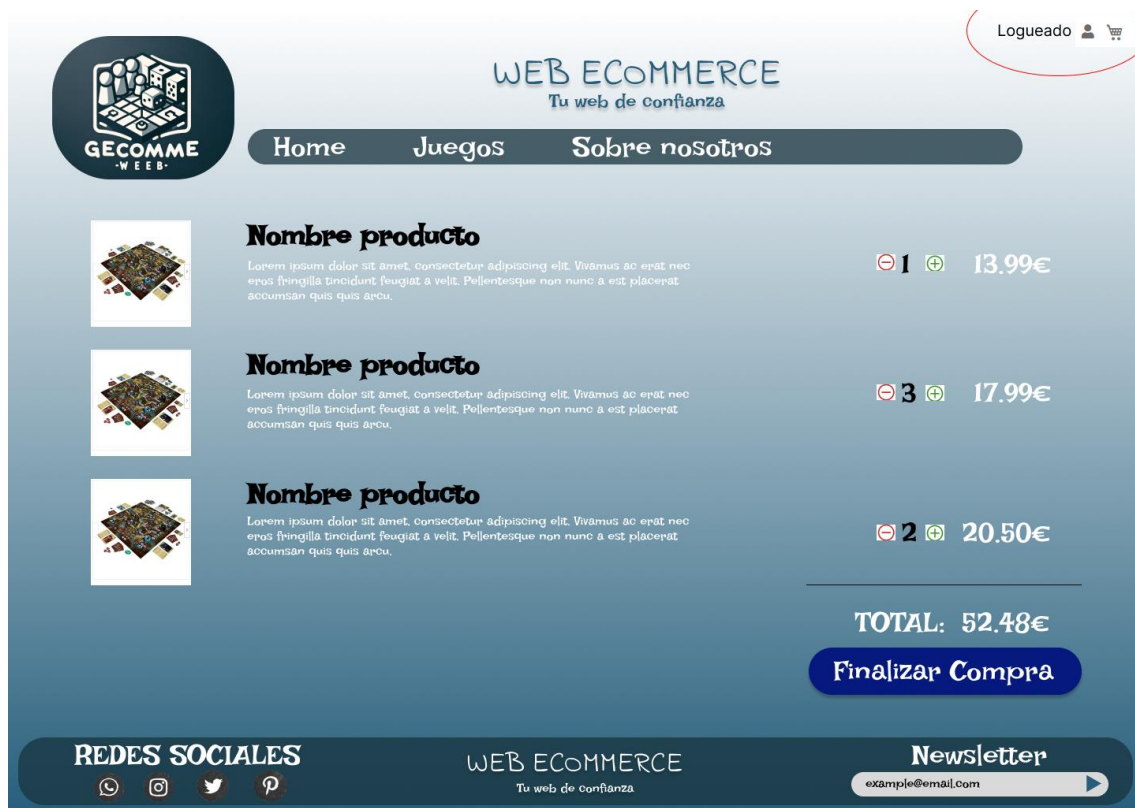 Logueado
WEB ECOMMERCE
Tu web de confianza
GECOMME
·WEEB·
Home Juegos Sobre nosotros
Nombre producto
Lorem ipsum dolor sit amet, consectetur adipiscing elit. Vivamus ac erat nec
eros fringilla tincidunt feugiat a velit. Pellentesque non nunc a est placerat
accumsan quis quis arcu.
1 13.99€
Nombre producto
Lorem ipsum dolor sit amet, consectetur adipiscing elit. Vivamus ac erat nec
eros fringilla tincidunt feugiat a velit. Pellentesque non nunc a est placerat
accumsan quis quis arcu.
3 17.99€
Nombre producto
Lorem ipsum dolor sit amet, consectetur adipiscing elit. Vivamus ac erat nec
eros fringilla tincidunt feugiat a velit. Pellentesque non nunc a est placerat
accumsan quis quis arcu.
2 20.50€
TOTAL: 52.48€
Finalizar Compra
REDES SOCIALES
WEB ECOMMERCE
Tu web de confianza
Newsletter
example@email.com